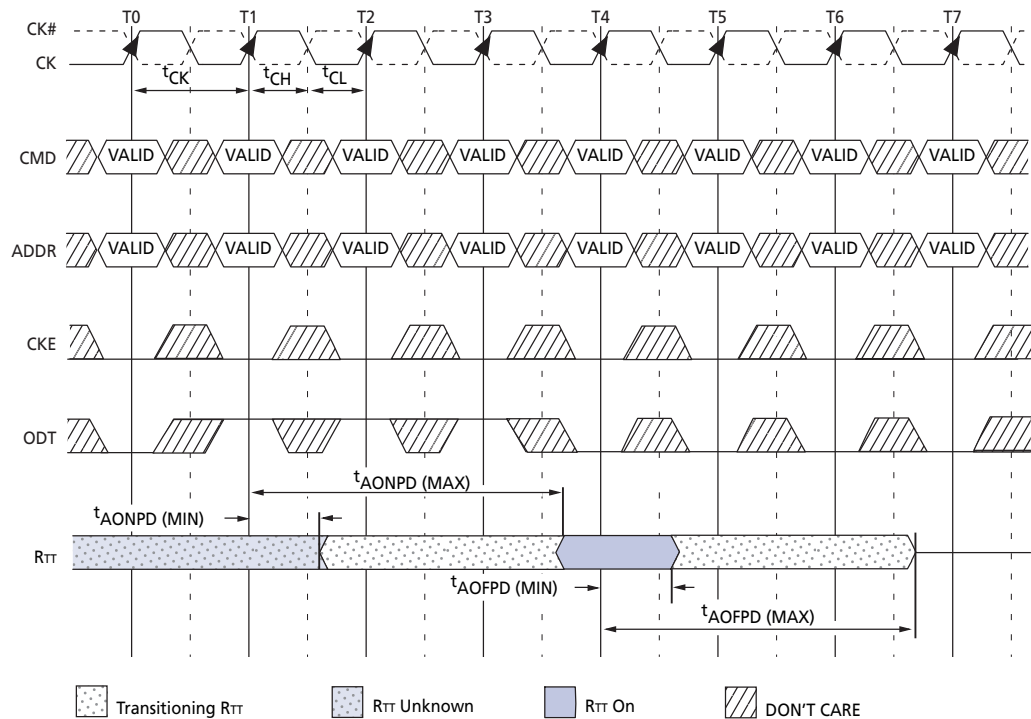 T0 T1 T2 T3 T4 T5 T6 T7
CK#
CK
tCK tCH tCL
CMD VALID VALID VALID VALID VALID VALID VALID VALID
ADDR VALID VALID VALID VALID VALID VALID VALID VALID
CKE
ODT
tAONPD (MAX)
tAONPD (MIN)
RTT
tAOFPD (MIN)
tAOFPD (MAX)
Transitioning RTT RTT Unknown RTT On DON'T CARE